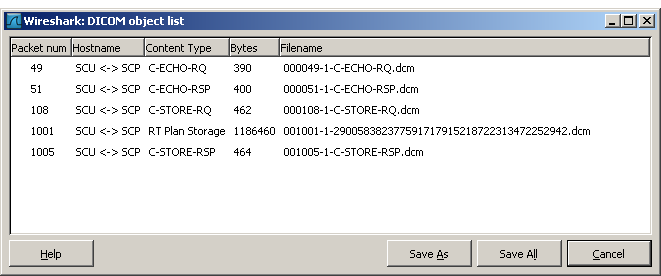 Wireshark: DICOM object list
Packet num Hostname Content Type Bytes Filename
49 SCU <-> SCP C-ECHO-RQ 390 000049-1-C-ECHO-RQ.dcm
51 SCU <-> SCP C-ECHO-RSP 400 000051-1-C-ECHO-RSP.dcm
108 SCU <-> SCP C-STORE-RQ 462 000108-1-C-STORE-RQ.dcm
1001 SCU <-> SCP RT Plan Storage 1186460 001001-1-29005838237759171791521872231347225294​2.dcm
1005 SCU <-> SCP C-STORE-RSP 464 001005-1-C-STORE-RSP.dcm
Help Save As Save All Cancel